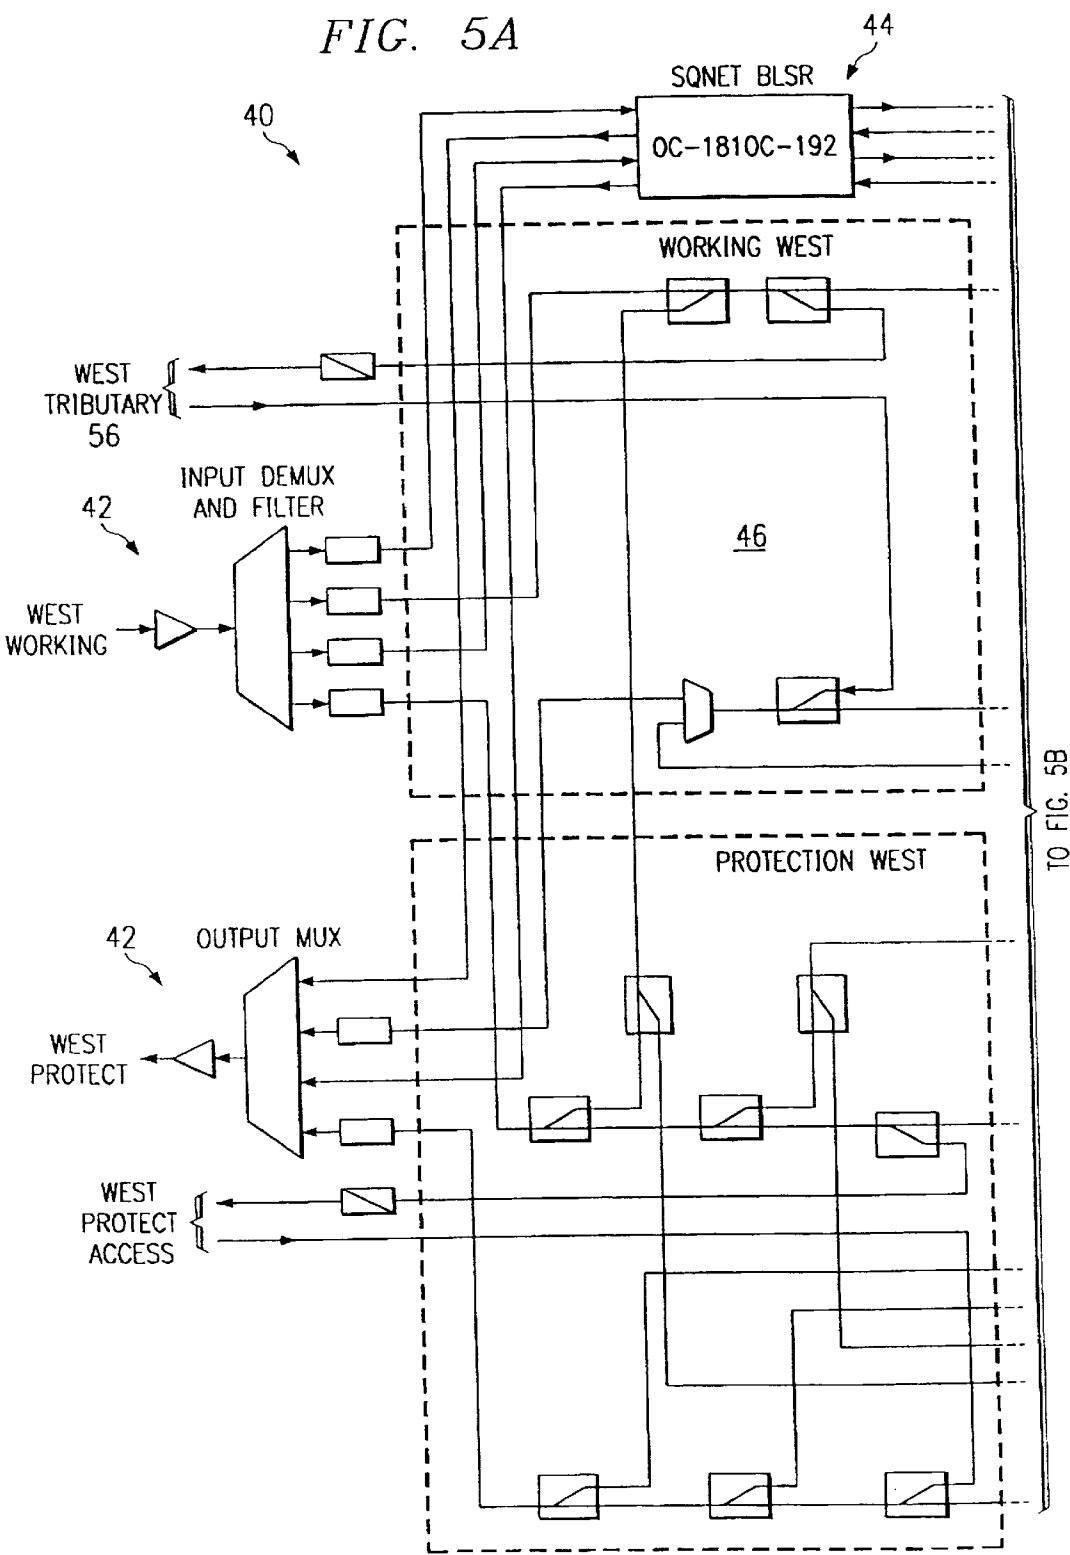 FIG. 5A
44
SQNET BLSR
40
OC-1810C-192
WORKING WEST
WEST
TRIBUTARY
56
INPUT DEMUX
AND FILTER
42
46
WEST
WORKING
TO FIG. 5B
PROTECTION WEST
42
OUTPUT MUX
WEST
PROTECT
WEST
PROTECT
ACCESS